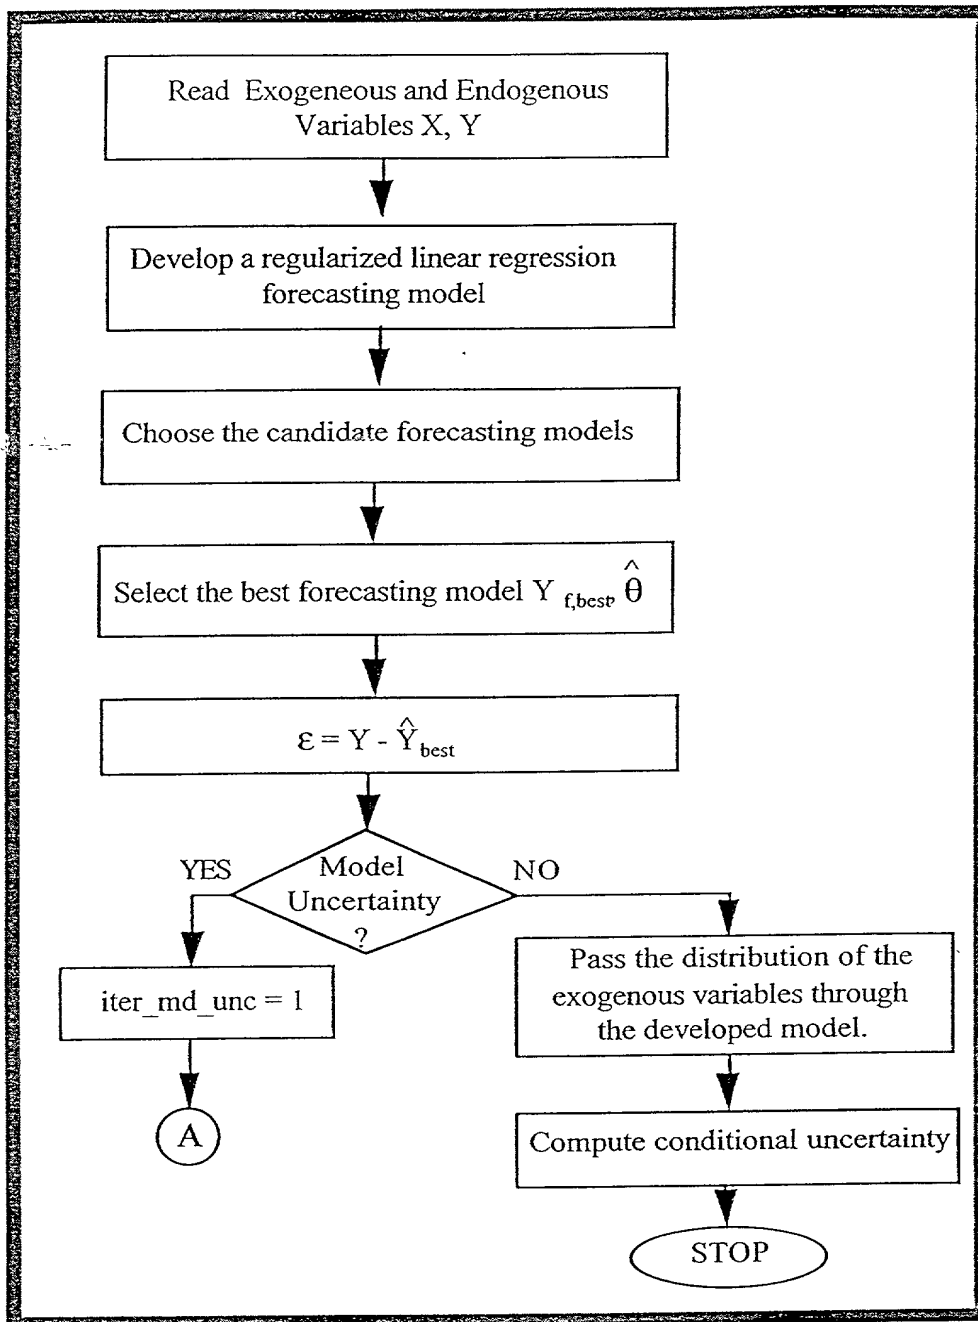 Read Exogeneous and Endogenous
Variables X, Y
Develop a regularized linear regression
forecasting model
Choose the candidate forecasting models
Select the best forecasting model Y f,best, θ̂
ε = Y - Ŷbest
YES
Model
Uncertainty
?
NO
iter_md_unc = 1
A
Pass the distribution of the
exogenous variables through
the developed model.
Compute conditional uncertainty
STOP